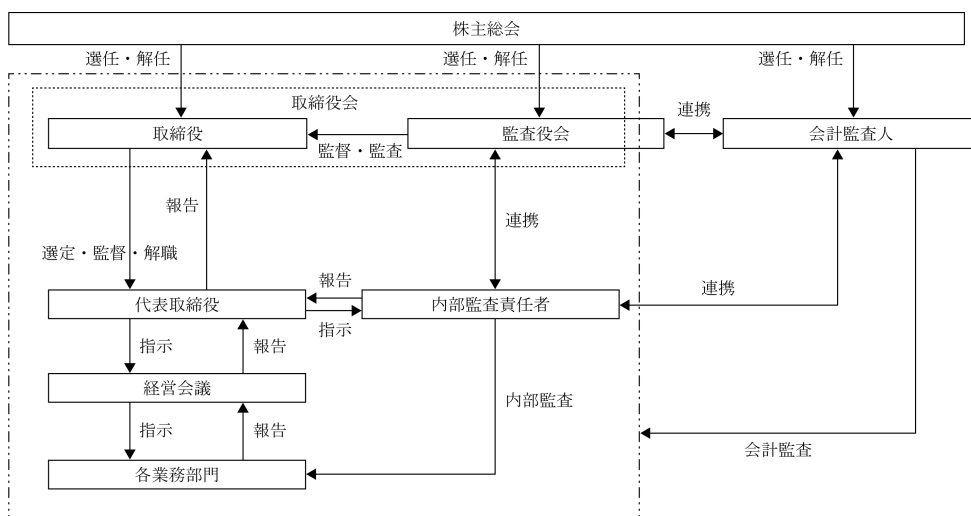 株主総会
選任・解任
選任・解任
選任・解任
取締役会
取締役
監査役会
連携
会計監査人
監督・監査
報告
連携
選定・監督・解職
代表取締役
報告
指示
内部監査責任者
連携
指示
報告
経営会議
内部監査
指示
報告
会計監査
各業務部門